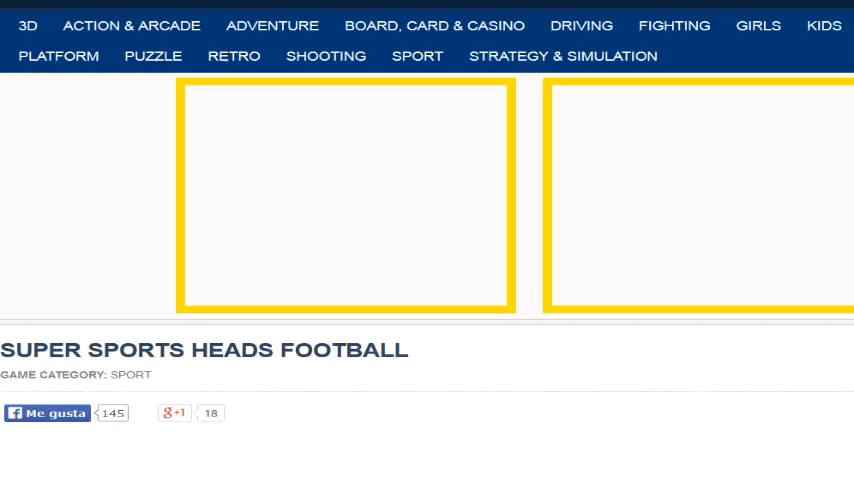 3D ACTION & ARCADE ADVENTURE BOARD, CARD & CASINO DRIVING FIGHTING GIRLS KIDS
PLATFORM PUZZLE RETRO SHOOTING SPORT STRATEGY & SIMULATION
SUPER SPORTS HEADS FOOTBALL
GAME CATEGORY: SPORT
Me gusta 145 g+1 18